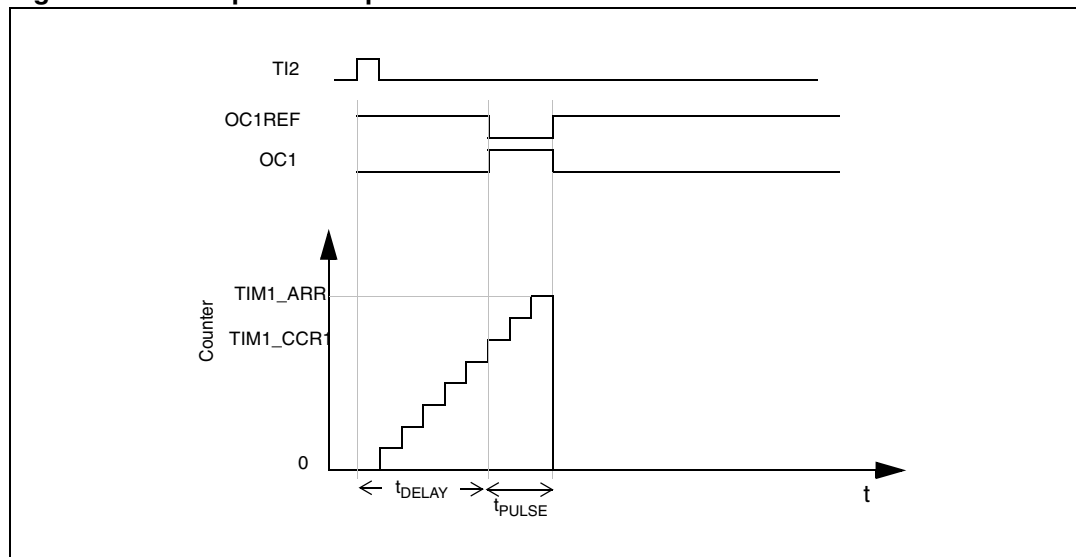 TI2
OC1REF
OC1
TIM1_ARR
TIM1_CCR1
Counter
0
tDELAY
tPULSE
t